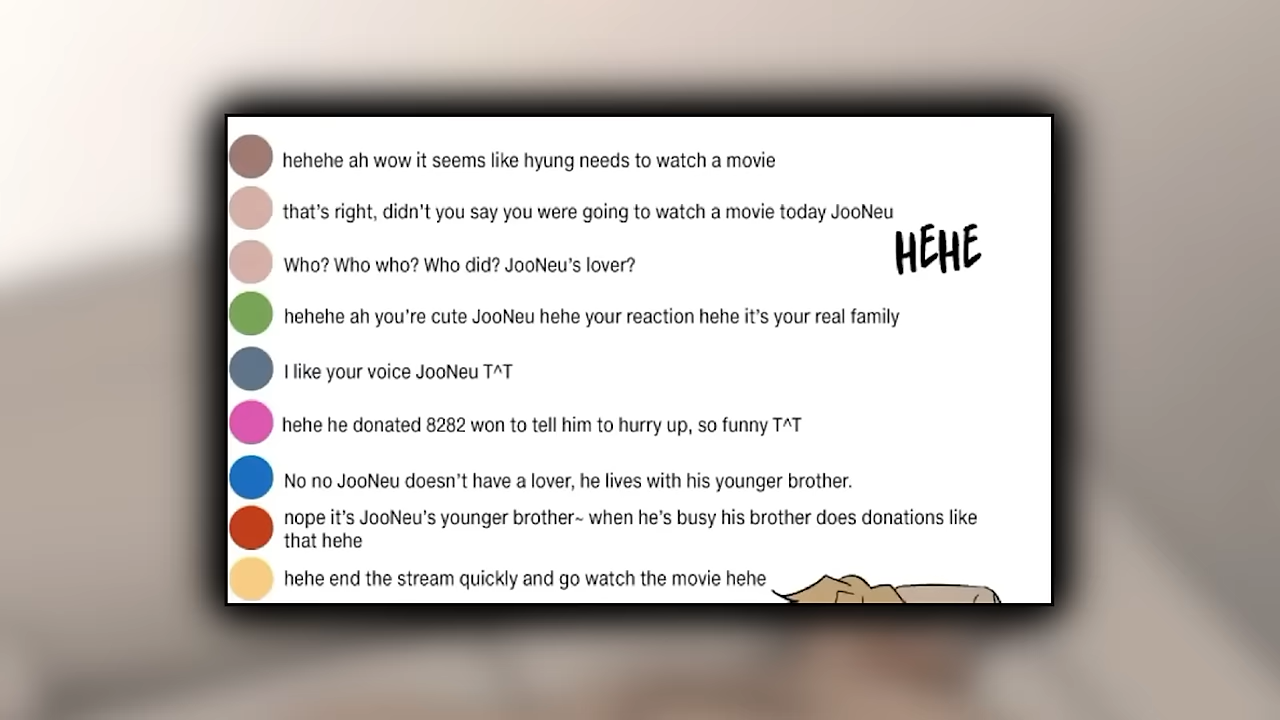 hehehe ah wow it seems like hyung needs to watch a movie
that's right, didn't you say you were going to watch a movie today JooNeu
HEHE
Who? Who who? Who did? JooNeu's lover?
hehehe ah you're cute JooNeu hehe your reaction hehe it's your real family
I like your voice JooNeu T^T
hehe he donated 8282 won to tell him to hurry up, so funny T^T
No no JooNeu doesn't have a lover, he lives with his younger brother.
nope it's JooNeu's younger brother~ when he's busy his brother does donations like
that hehe
hehe end the stream quickly and go watch the movie hehe